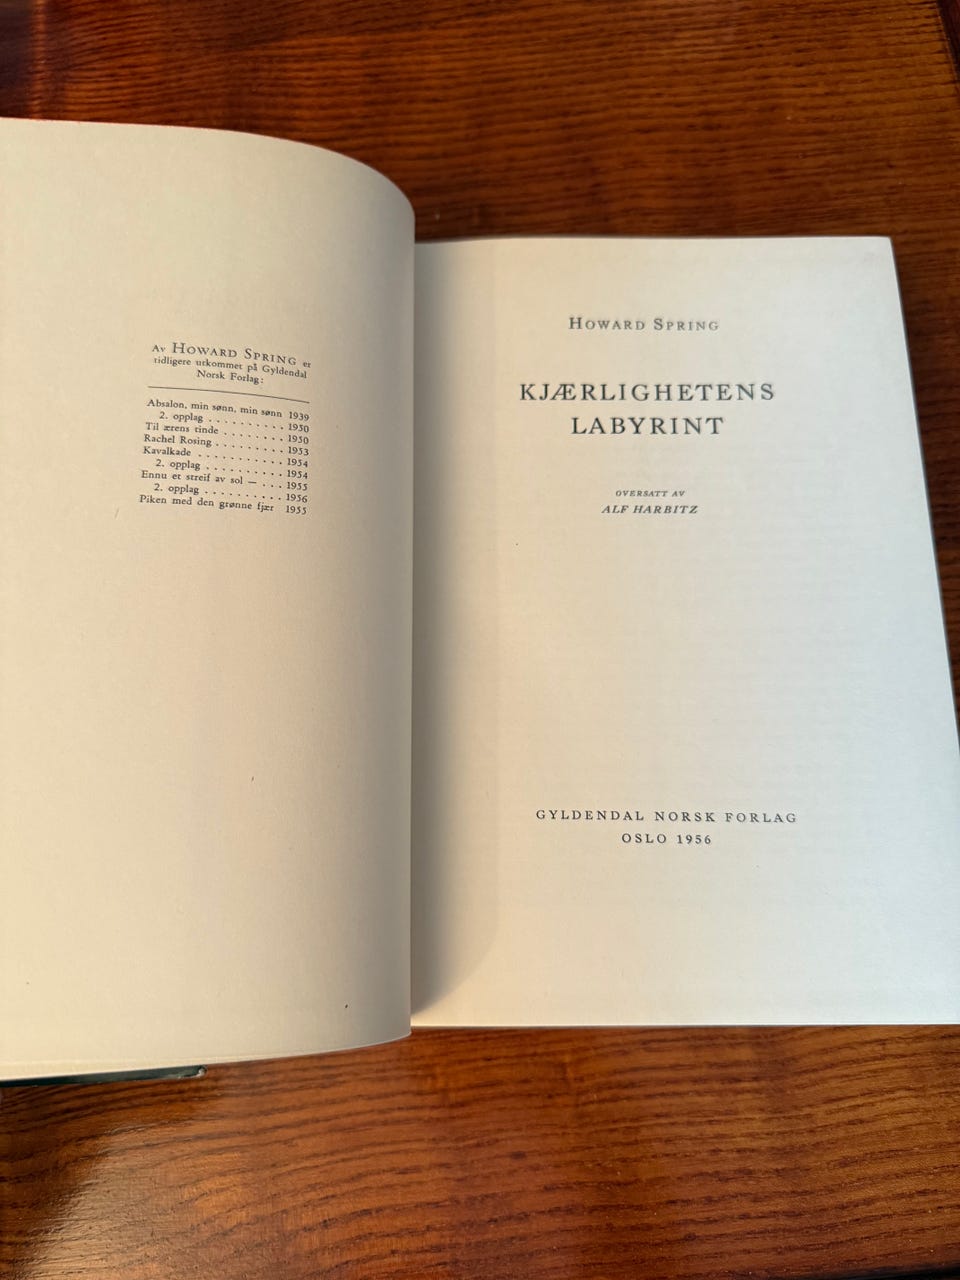 Av HOWARD SPRING er
tidligere utkommet på Gyldendal
Norsk Forlag:
Absalon, min sønn, min sønn 1939
2. opplag . . . . . . . . . . 1950
Til ærens tinde . . . . . . . . 1950
Rachel Rosing . . . . . . . . . 1953
Kavalkade . . . . . . . . . . . 1954
2. opplag . . . . . . . . . . 1954
Ennu et streif av sol — . . . 1955
2. opplag . . . . . . . . . . 1956
Piken med den grønne fjær 1955
HOWARD SPRING
KJÆRLIGHETENS
LABYRINT
OVERSATT AV
ALF HARBITZ
GYLDENDAL NORSK FORLAG
OSLO 1956